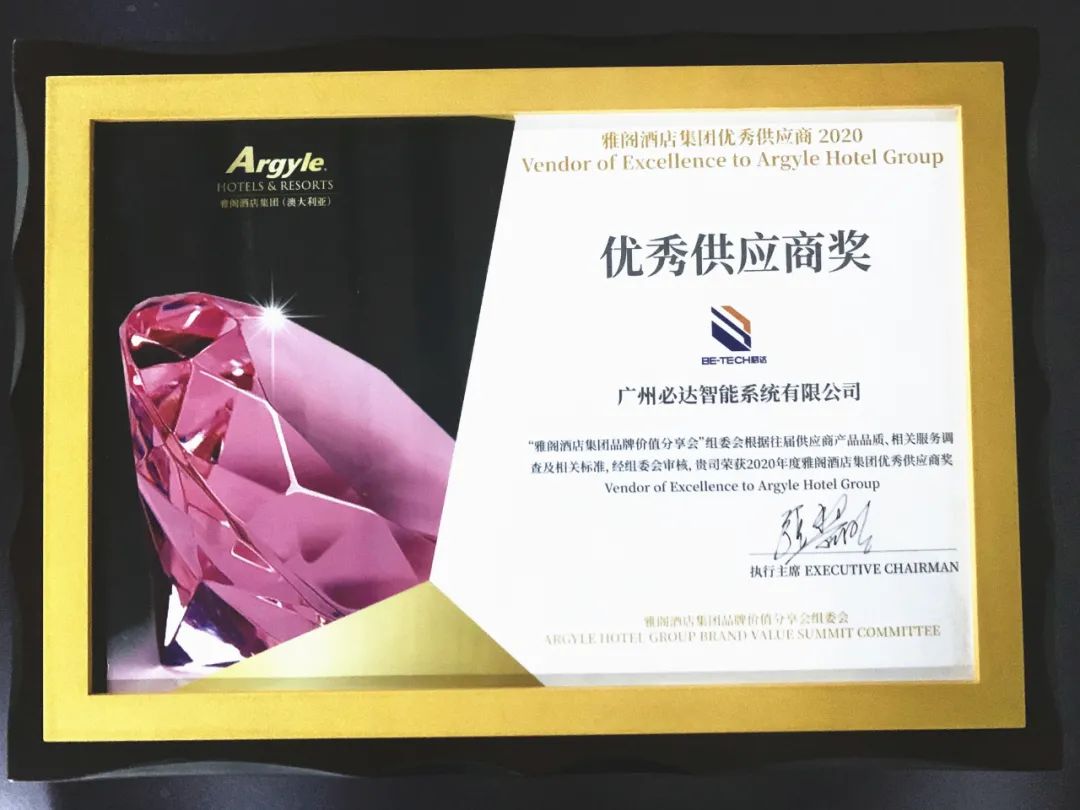 Argyle
HOTELS & RESORTS
雅阁酒店集团（澳大利亚）
雅阁酒店集团优秀供应商 2020
Vendor of Excellence to Argyle Hotel Group
优秀供应商奖
BE-TECH必达
广州必达智能系统有限公司
“雅阁酒店集团品牌价值分享会”组委会根据往届供应商产品品质、相关服务调
查及相关标准, 经组委会审核, 贵司荣获2020年度雅阁酒店集团优秀供应商奖
Vendor of Excellence to Argyle Hotel Group
执行主席 EXECUTIVE CHAIRMAN
雅阁酒店集团品牌价值分享会组委会
ARGYLE HOTEL GROUP BRAND VALUE SUMMIT COMMITTEE